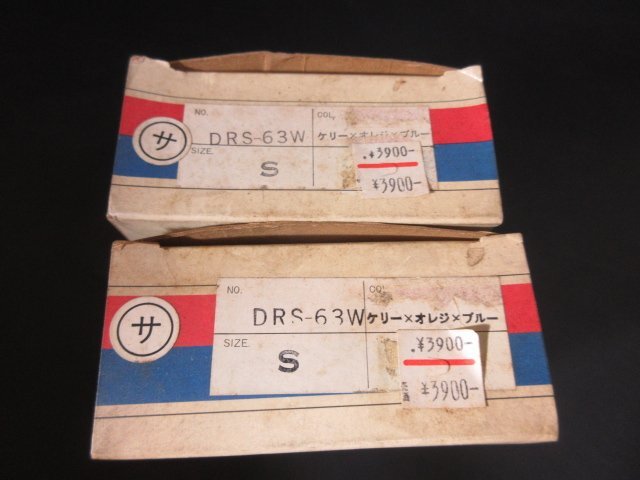 サ
NO.
DRS-63W
COL,
ケリー×オレジ×ブルー
SIZE.
S
.¥3900-
¥3900-
サ
NO.
DRS-63W
COL
ケリー×オレジ×ブルー
SIZE.
S
.¥3900-
¥3900-